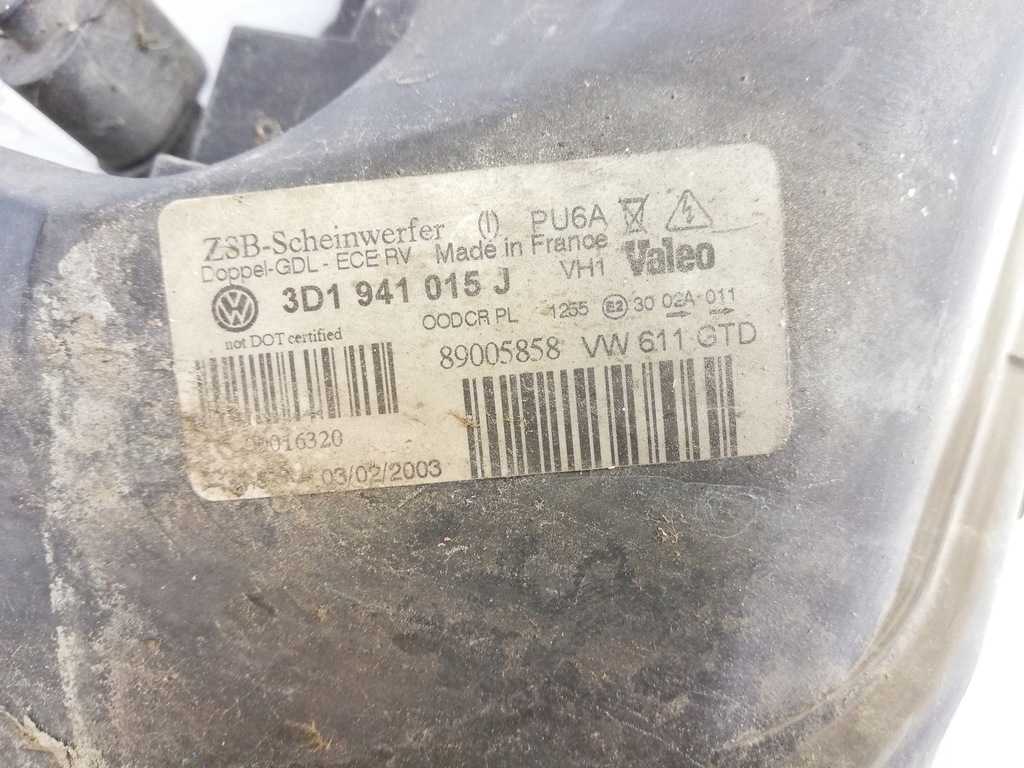 ZSB-Scheinwerfer (I) PU6A
Doppel-GDL - ECE RV Made in France
3D1 941 015 J VH1 Valeo
OODCR PL 1255 E2 30 02A 011
not DOT certified
89005858 VW 611 GTD
03/02/2003